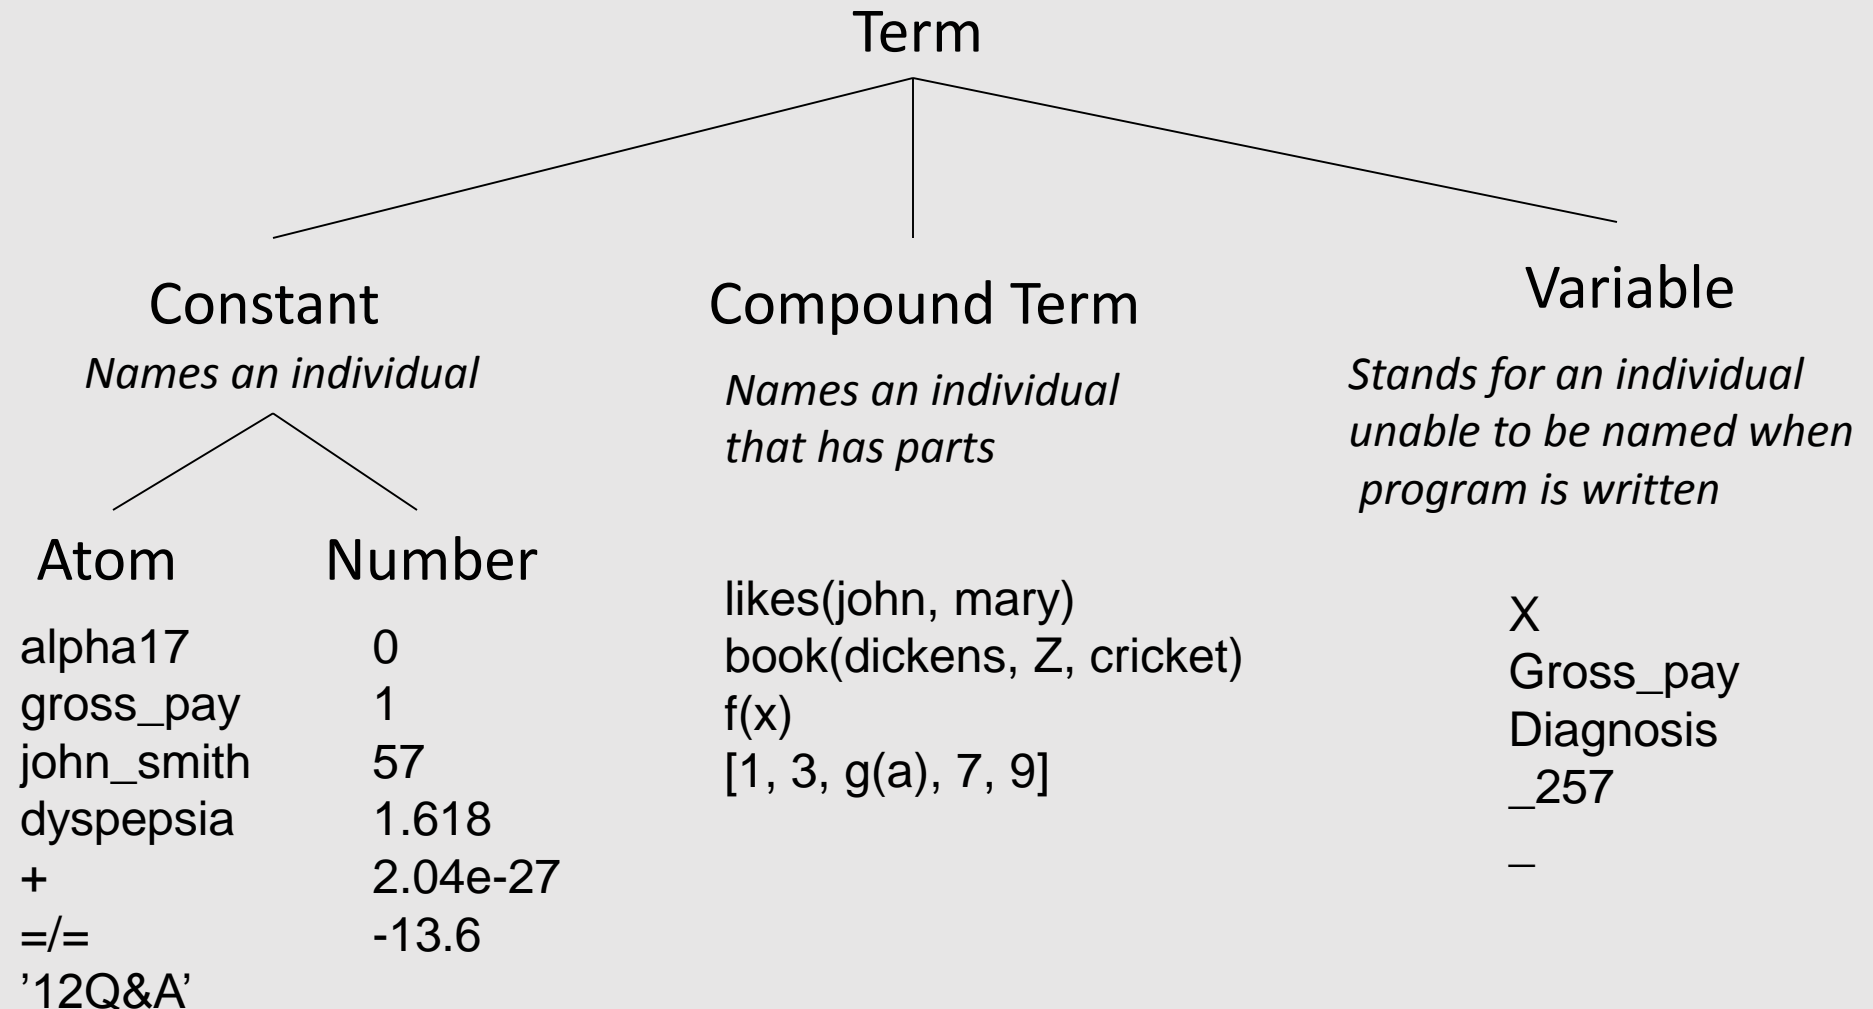 Term
Constant
Names an individual
Atom
alpha17
gross_pay
john_smith
dyspepsia
+
=/=
’12Q&A’
Number
0
1
57
1.618
2.04e-27
-13.6
Compound Term
Names an individual
that has parts
likes(john, mary)
book(dickens, Z, cricket)
f(x)
[1, 3, g(a), 7, 9]
Variable
Stands for an individual
unable to be named when
program is written
X
Gross_pay
Diagnosis
_257
_